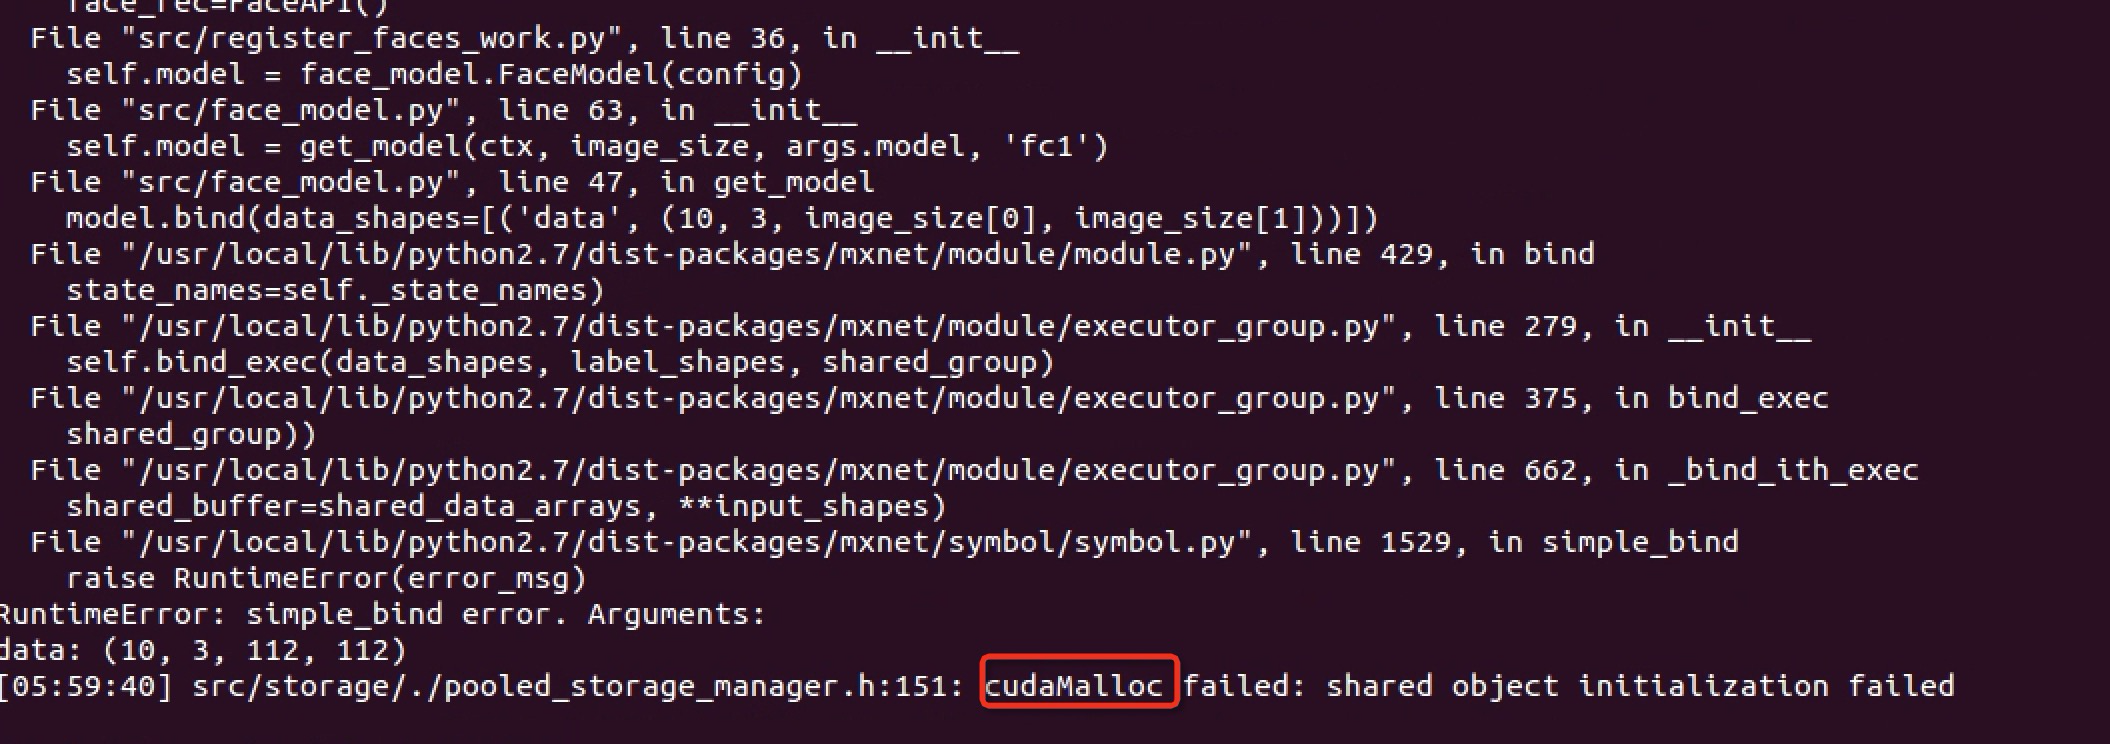 face_rec=FaceAPI()
File "src/register_faces_work.py", line 36, in __init__
self.model = face_model.FaceModel(config)
File "src/face_model.py", line 63, in __init__
self.model = get_model(ctx, image_size, args.model, 'fc1')
File "src/face_model.py", line 47, in get_model
model.bind(data_shapes=[('data', (10, 3, image_size[0], image_size[1]))])
File "/usr/local/lib/python2.7/dist-packages/mxnet/module/module.py", line 429, in bind
state_names=self._state_names)
File "/usr/local/lib/python2.7/dist-packages/mxnet/module/executor_group.py", line 279, in __init__
self.bind_exec(data_shapes, label_shapes, shared_group)
File "/usr/local/lib/python2.7/dist-packages/mxnet/module/executor_group.py", line 375, in bind_exec
shared_group))
File "/usr/local/lib/python2.7/dist-packages/mxnet/module/executor_group.py", line 662, in _bind_ith_exec
shared_buffer=shared_data_arrays, **input_shapes)
File "/usr/local/lib/python2.7/dist-packages/mxnet/symbol/symbol.py", line 1529, in simple_bind
raise RuntimeError(error_msg)
RuntimeError: simple_bind error. Arguments:
data: (10, 3, 112, 112)
[05:59:40] src/storage/./pooled_storage_manager.h:151: cudaMalloc failed: shared object initialization failed